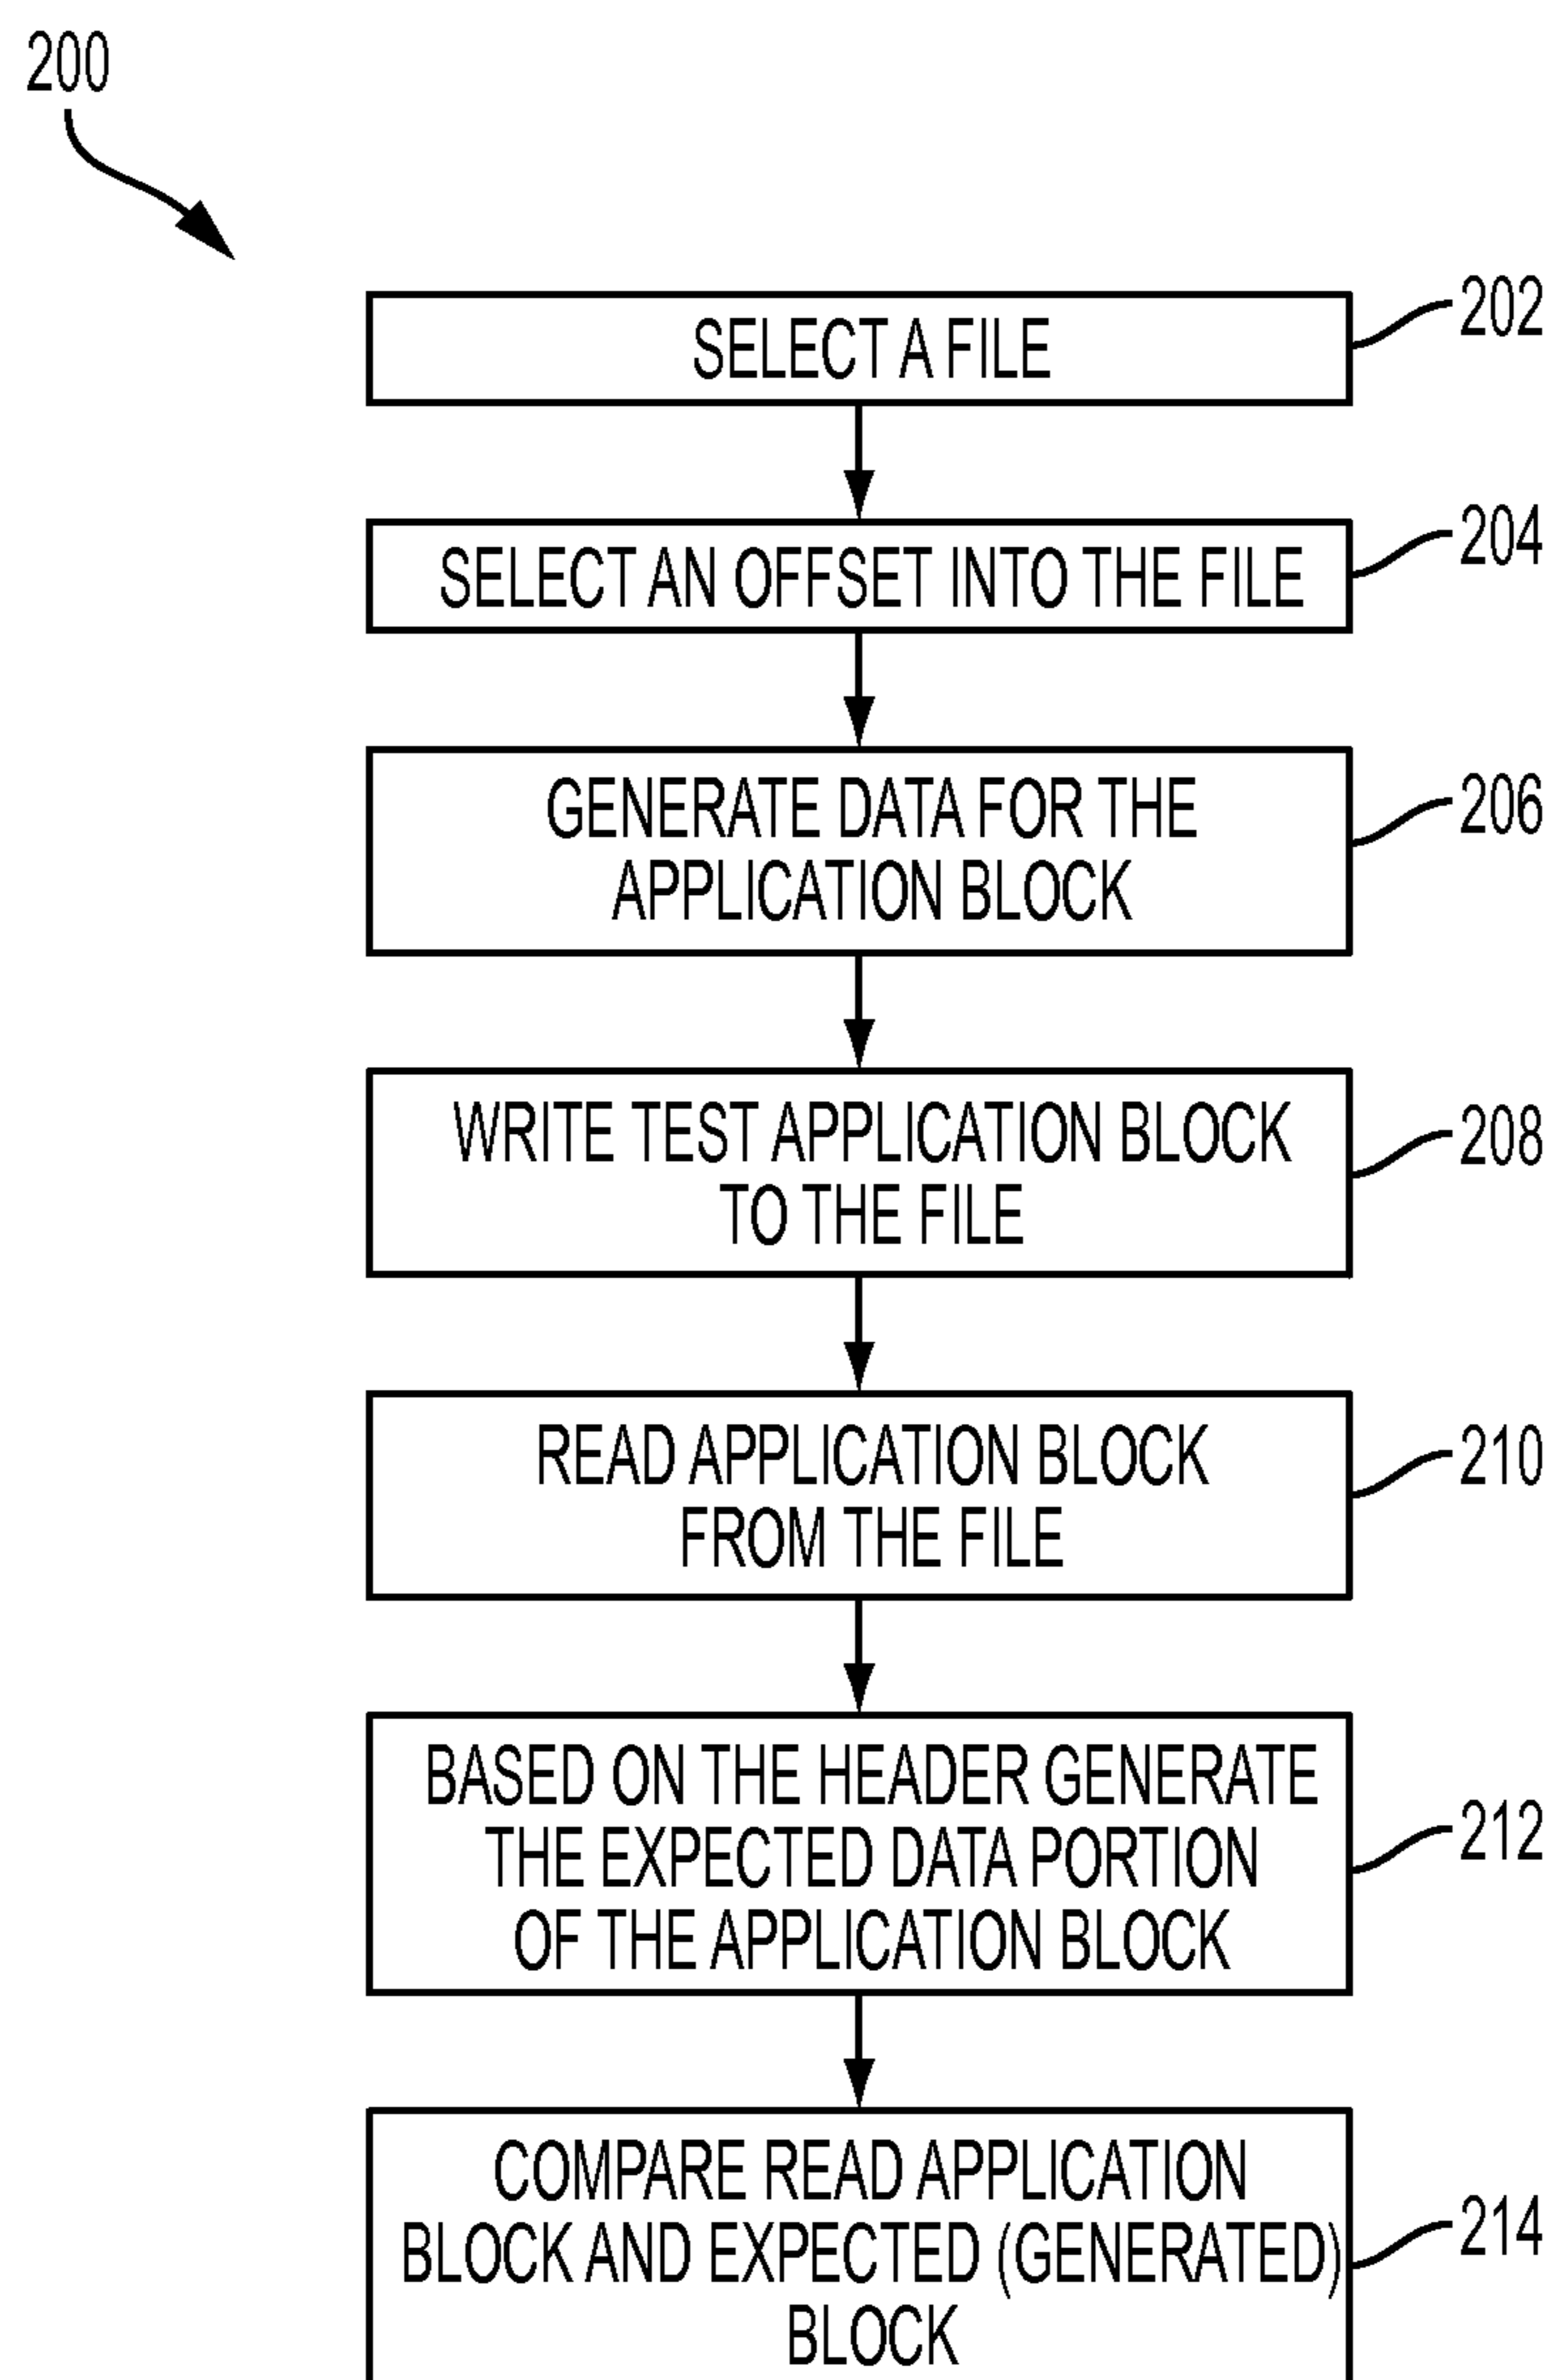 200
SELECT A FILE
202
SELECT AN OFFSET INTO THE FILE
204
GENERATE DATA FOR THE
APPLICATION BLOCK
206
WRITE TEST APPLICATION BLOCK
TO THE FILE
208
READ APPLICATION BLOCK
FROM THE FILE
210
BASED ON THE HEADER GENERATE
THE EXPECTED DATA PORTION
OF THE APPLICATION BLOCK
212
COMPARE READ APPLICATION
BLOCK AND EXPECTED (GENERATED)
BLOCK
214